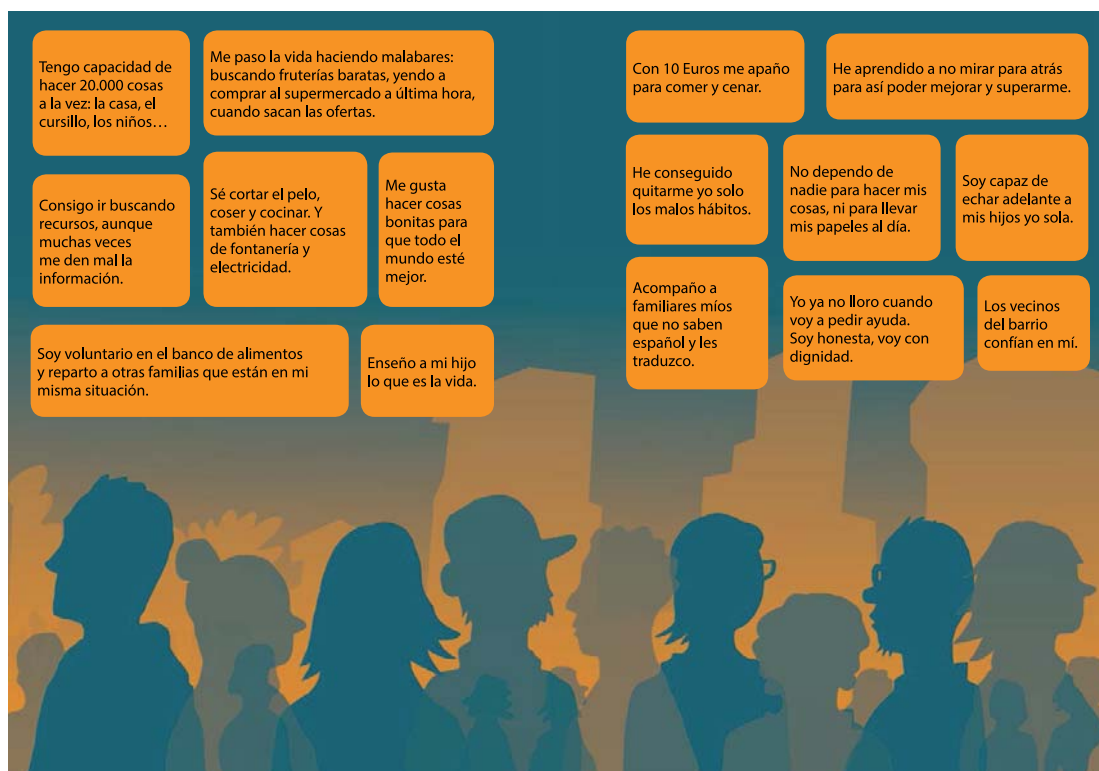 Tengo capacidad de
hacer 20.000 cosas
a la vez: la casa, el
cursillo, los niños…
Me paso la vida haciendo malabares:
buscando fruterías baratas, yendo a
comprar al supermercado a última hora,
cuando sacan las ofertas.
Consigo ir buscando
recursos, aunque
muchas veces
me den mal la
información.
Sé cortar el pelo,
coser y cocinar. Y
también hacer cosas
de fontanería y
electricidad.
Me gusta
hacer cosas
bonitas para
que todo el
mundo esté
mejor.
Soy voluntario en el banco de alimentos
y reparto a otras familias que están en mi
misma situación.
Enseño a mi hijo
lo que es la vida.
Con 10 Euros me apaño
para comer y cenar.
He aprendido a no mirar para atrás
para así poder mejorar y superarme.
He conseguido
quitarme yo solo
los malos hábitos.
No dependo de
nadie para hacer mis
cosas, ni para llevar
mis papeles al día.
Soy capaz de
echar adelante a
mis hijos yo sola.
Acompaño a
familiares míos
que no saben
español y les
traduzco.
Yo ya no lloro cuando
voy a pedir ayuda.
Soy honesta, voy con
dignidad.
Los vecinos
del barrio
confían en mí.